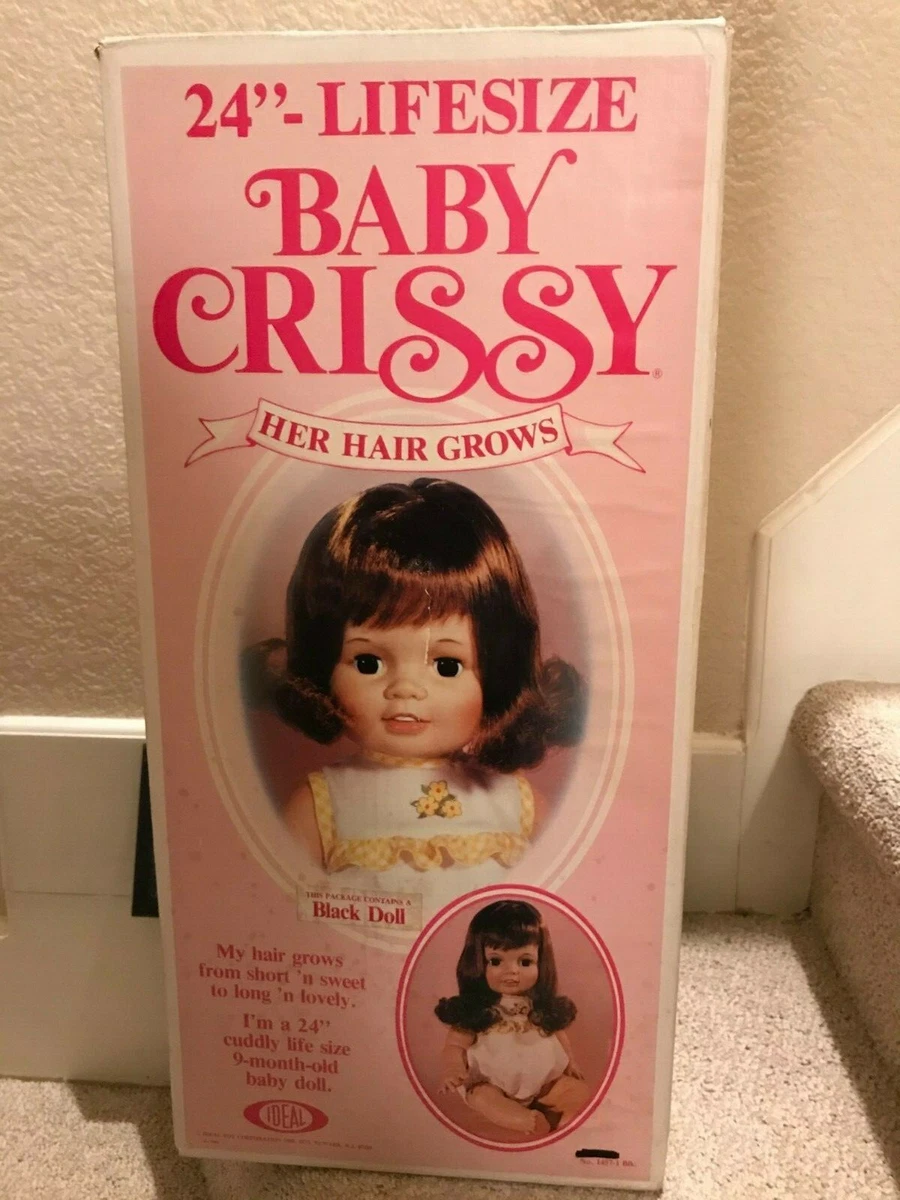 24”-LIFESIZE
BABY
CRISSY®
HER HAIR GROWS
THIS PACKAGE CONTAINS A
Black Doll
My hair grows
from short ’n sweet
to long ’n lovely.
I’m a 24”
cuddly life size
9-month-old
baby doll.
IDEAL